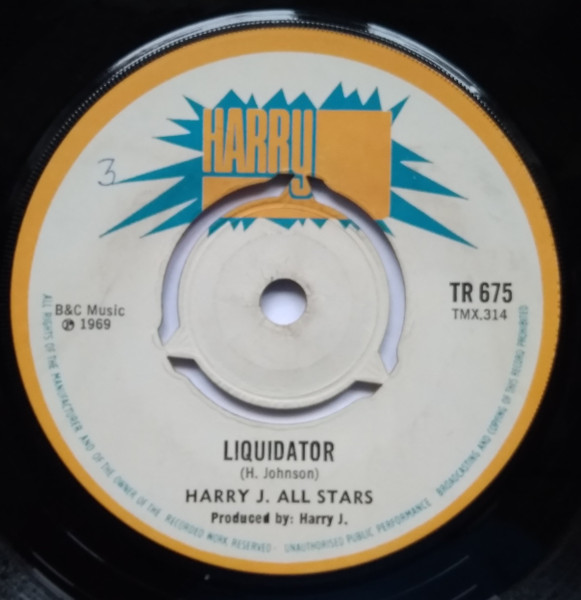 HARRY
3
B&C Music
℗ 1969
TR 675
TMX.314
LIQUIDATOR
(H. Johnson)
HARRY J. ALL STARS
Produced by: Harry J.
ALL RIGHTS OF THE MANUFACTURER AND OF THE OWNER OF THE RECORDED WORK RESERVED · UNAUTHORISED PUBLIC PERFORMANCE BROADCASTING AND COPYING OF THIS RECORD PROHIBITED